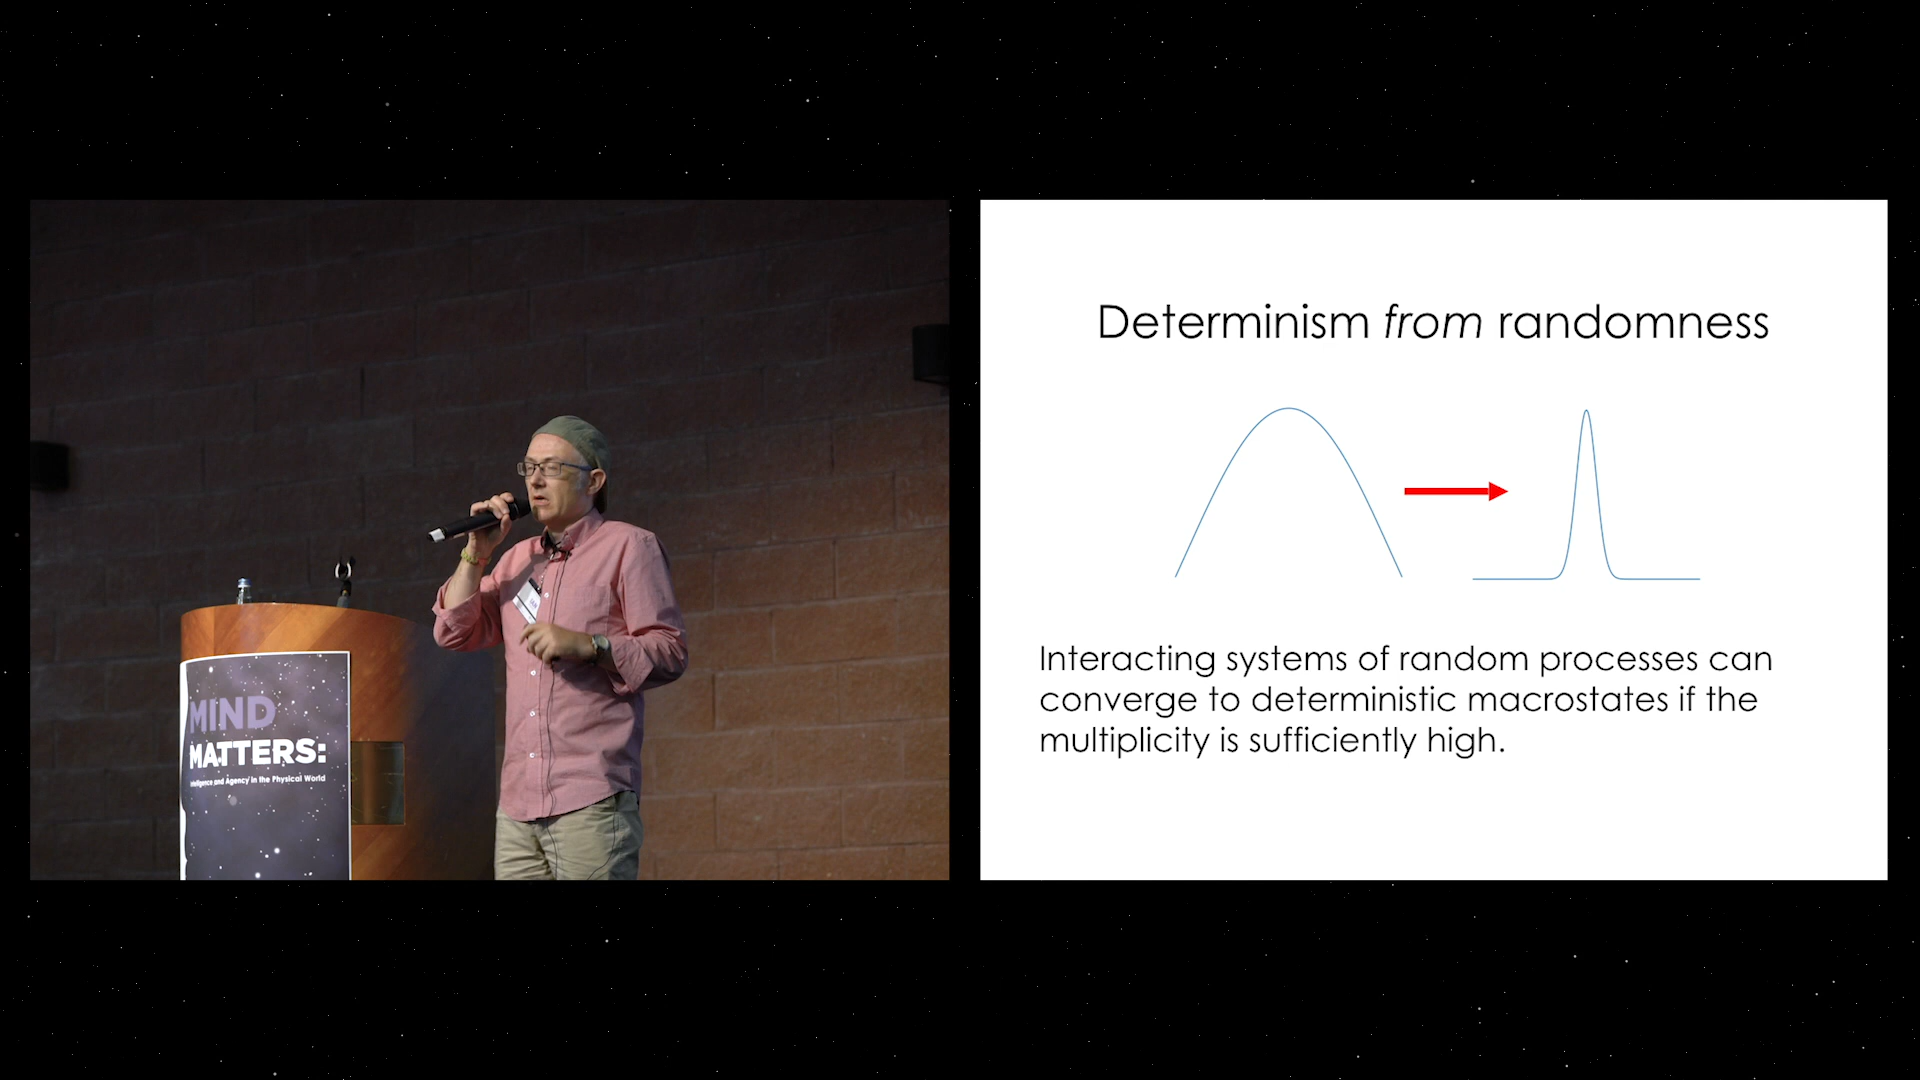 MIND
MATTERS:
Intelligence and Agency in the Physical World
Determinism from randomness
Interacting systems of random processes can
converge to deterministic macrostates if the
multiplicity is sufficiently high.